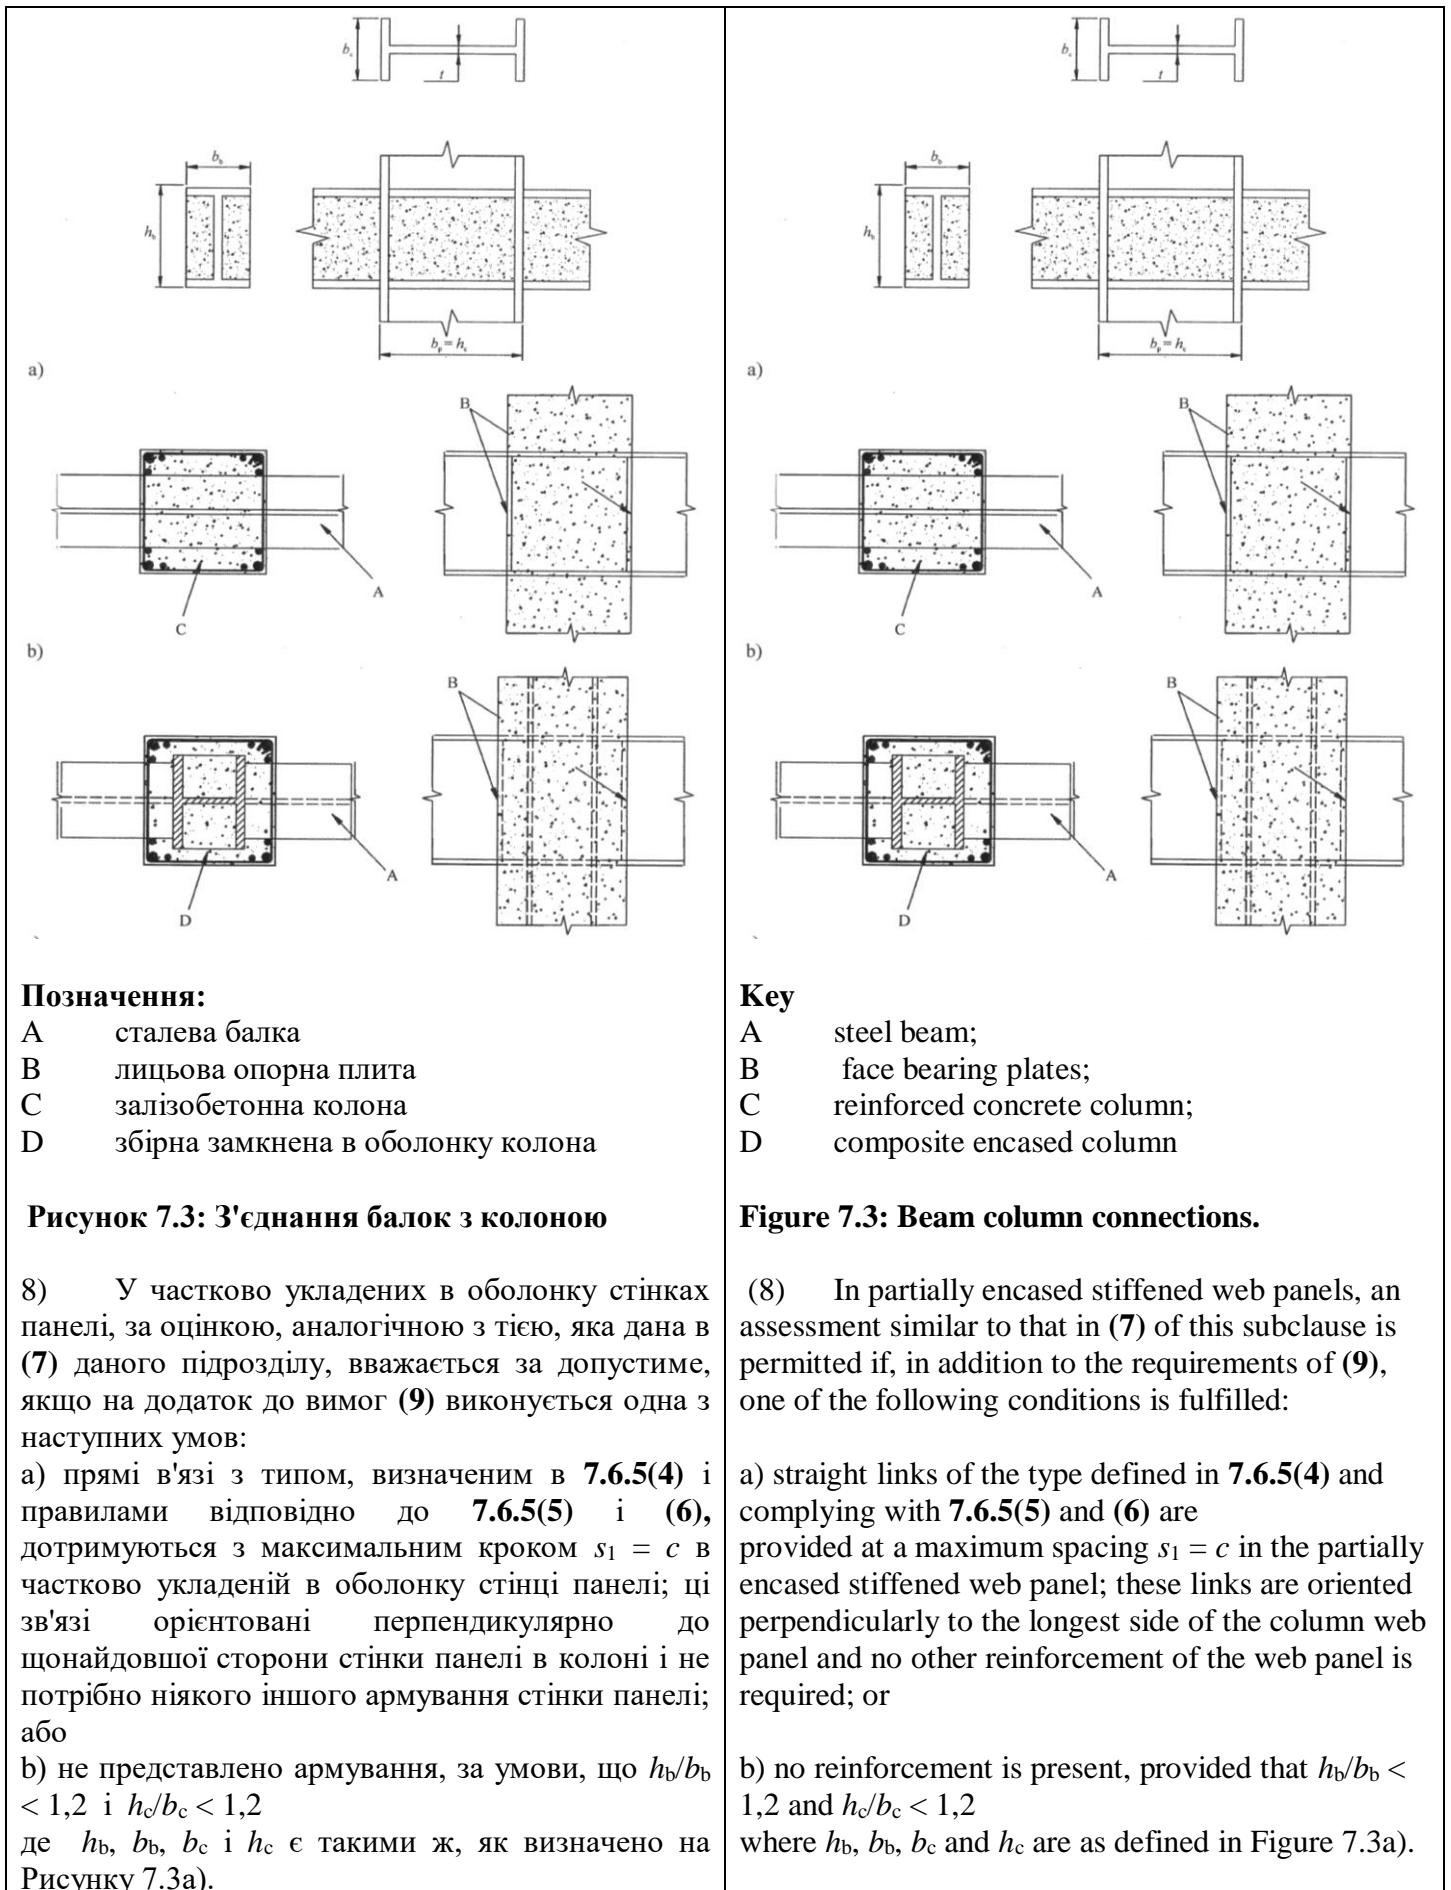 b_c
t
b_b
h_b
b_p = h_c
a)
B
A
C
b)
B
A
D
Позначення:
A сталева балка
B лицьова опорна плита
C залізобетонна колона
D збірна замкнена в оболонку колона
Рисунок 7.3: З'єднання балок з колоною
8) У частково укладених в оболонку стінках
панелі, за оцінкою, аналогічною з тією, яка дана в
(7) даного підрозділу, вважається за допустиме,
якщо на додаток до вимог (9) виконується одна з
наступних умов:
a) прямі в'язі з типом, визначеним в 7.6.5(4) і
правилами відповідно до 7.6.5(5) і (6),
дотримуються з максимальним кроком s1 = c в
частково укладеній в оболонку стінці панелі; ці
зв'язі орієнтовані перпендикулярно до
щонайдовшої сторони стінки панелі в колоні і не
потрібно ніякого іншого армування стінки панелі;
або
b) не представлено армування, за умови, що hb/bb
< 1,2 і hc/bc < 1,2
де hb, bb, bc і hc є такими ж, як визначено на
Рисунку 7.3a).
b_c
t
b_b
h_b
b_p = h_c
a)
B
A
C
b)
B
A
D
Key
A steel beam;
B face bearing plates;
C reinforced concrete column;
D composite encased column
Figure 7.3: Beam column connections.
(8) In partially encased stiffened web panels, an
assessment similar to that in (7) of this subclause is
permitted if, in addition to the requirements of (9),
one of the following conditions is fulfilled:
a) straight links of the type defined in 7.6.5(4) and
complying with 7.6.5(5) and (6) are
provided at a maximum spacing s1 = c in the partially
encased stiffened web panel; these links are oriented
perpendicularly to the longest side of the column web
panel and no other reinforcement of the web panel is
required; or
b) no reinforcement is present, provided that hb/bb <
1,2 and hc/bc < 1,2
where hb, bb, bc and hc are as defined in Figure 7.3a).